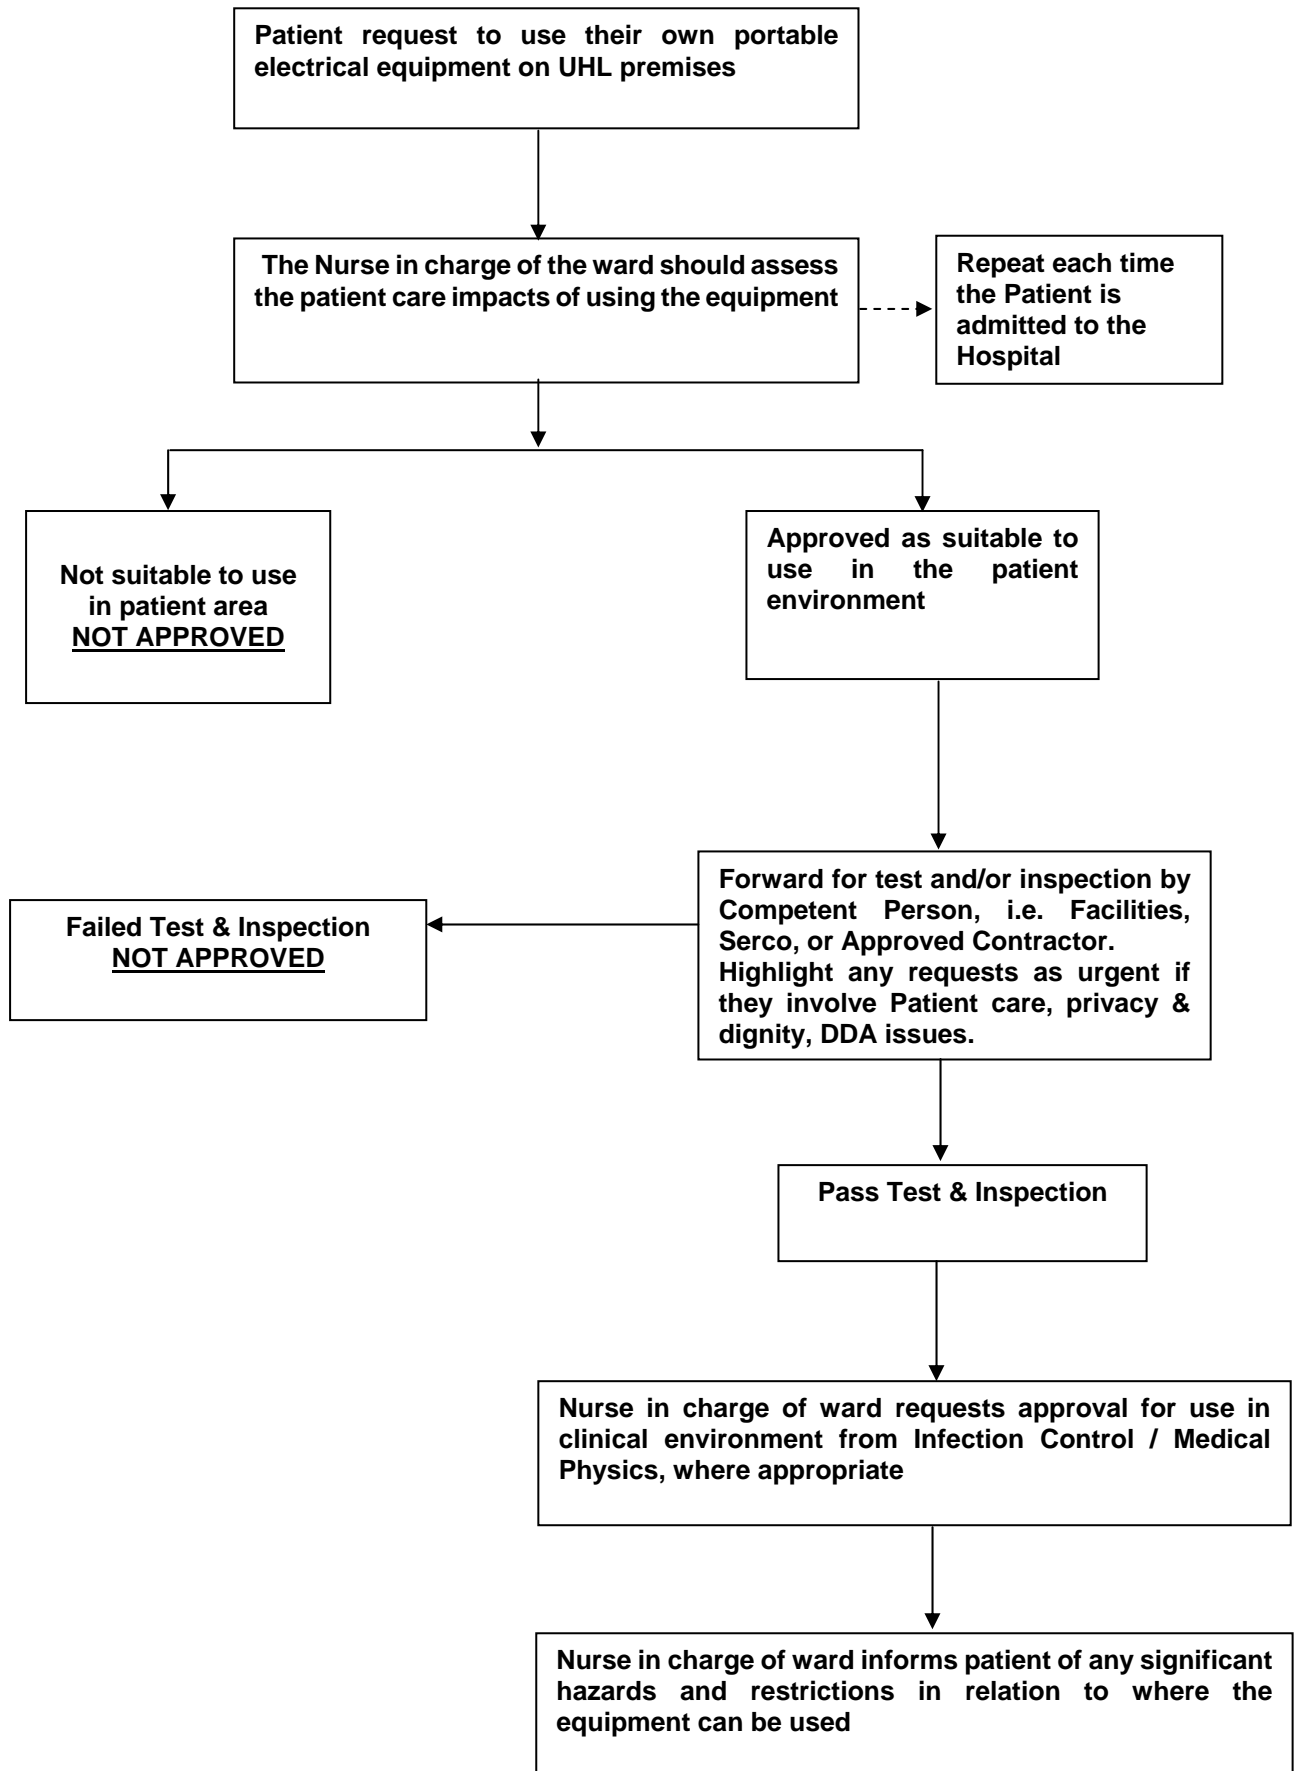 Patient request to use their own portable
electrical equipment on UHL premises
The Nurse in charge of the ward should assess
the patient care impacts of using the equipment
Repeat each time
the Patient is
admitted to the
Hospital
Not suitable to use
in patient area
NOT APPROVED
Approved as suitable to
use in the patient
environment
Forward for test and/or inspection by
Competent Person, i.e. Facilities,
Serco, or Approved Contractor.
Highlight any requests as urgent if
they involve Patient care, privacy &
dignity, DDA issues.
Failed Test & Inspection
NOT APPROVED
Pass Test & Inspection
Nurse in charge of ward requests approval for use in
clinical environment from Infection Control / Medical
Physics, where appropriate
Nurse in charge of ward informs patient of any significant
hazards and restrictions in relation to where the
equipment can be used